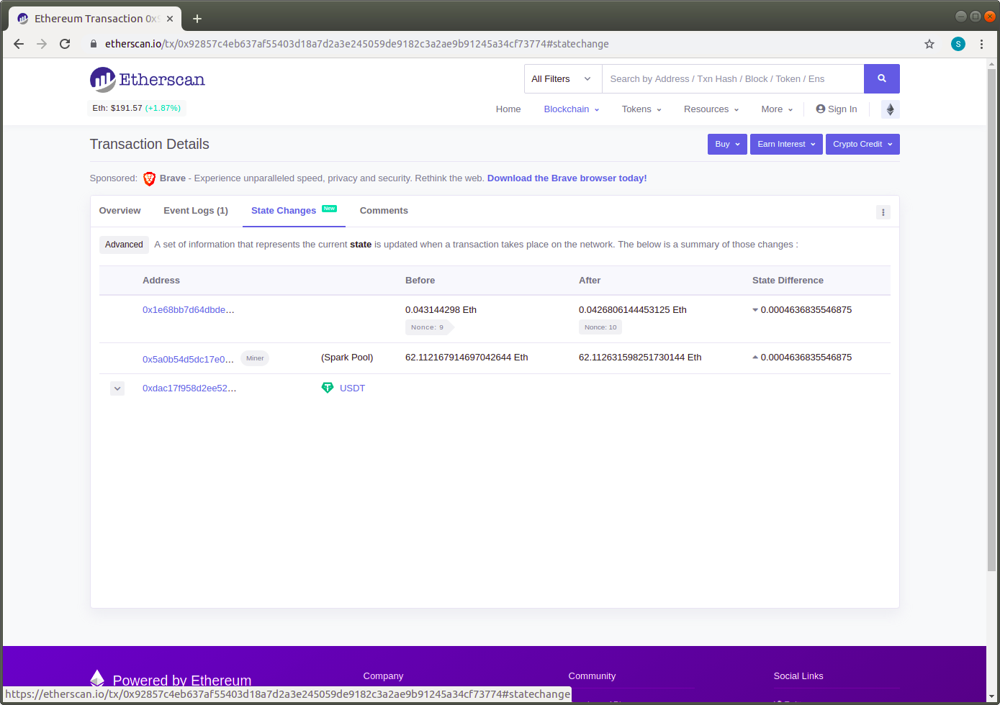 Ethereum Transaction 0x9
etherscan.io/tx/0x92857c4eb637af55403d18a7d2a3e245059de9182c3a2ae9b91245a34cf73774#statechange
S
Etherscan
All Filters
Search by Address / Txn Hash / Block / Token / Ens
Eth: $191.57 (+1.87%)
Home Blockchain Tokens Resources More Sign In
Transaction Details
Buy Earn Interest Crypto Credit
Sponsored: Brave - Experience unparalleled speed, privacy and security. Rethink the web. Download the Brave browser today!
Overview Event Logs (1) State Changes New Comments
Advanced A set of information that represents the current state is updated when a transaction takes place on the network. The below is a summary of those changes :
Address Before After State Difference
0x1e68bb7d64dbde… 0.043144298 Eth 0.0426806144453125 Eth 0.0004636835546875
Nonce: 9 Nonce: 10
0x5a0b54d5dc17e0… Miner (Spark Pool) 62.112167914697042644 Eth 62.112631598251730144 Eth 0.0004636835546875
0xdac17f958d2ee52… USDT
Powered by Ethereum Company Community Social Links
https://etherscan.io/tx/0x92857c4eb637af55403d18a7d2a3e245059de9182c3a2ae9b91245a34cf73774#statechange